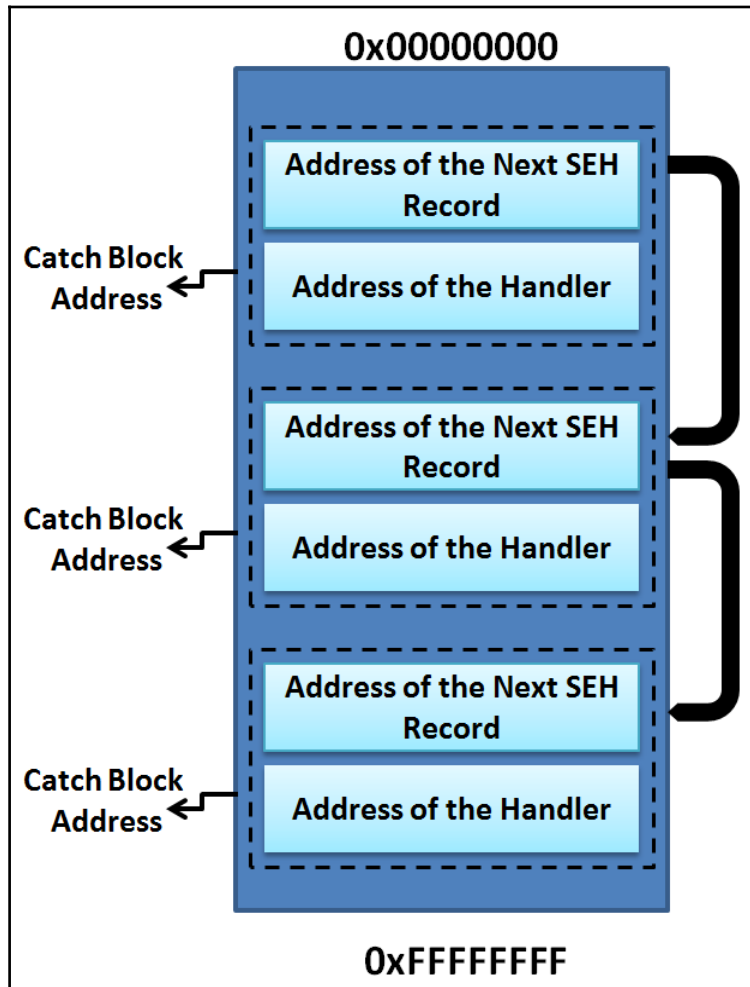 0x00000000
Address of the Next SEH
Record
Catch Block
Address
Address of the Handler
Address of the Next SEH
Record
Catch Block
Address
Address of the Handler
Address of the Next SEH
Record
Catch Block
Address
Address of the Handler
0xFFFFFFFF